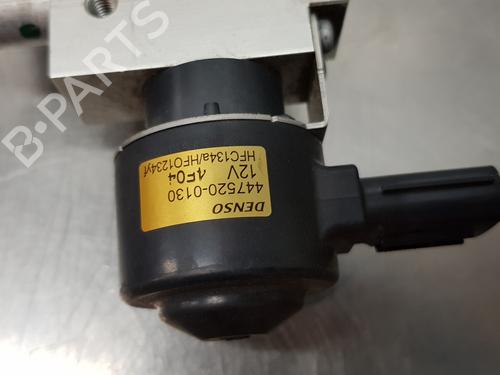 B-PARTS
DENSO
447520-0130
12V 4F04
HFC134a/HFO1234yf